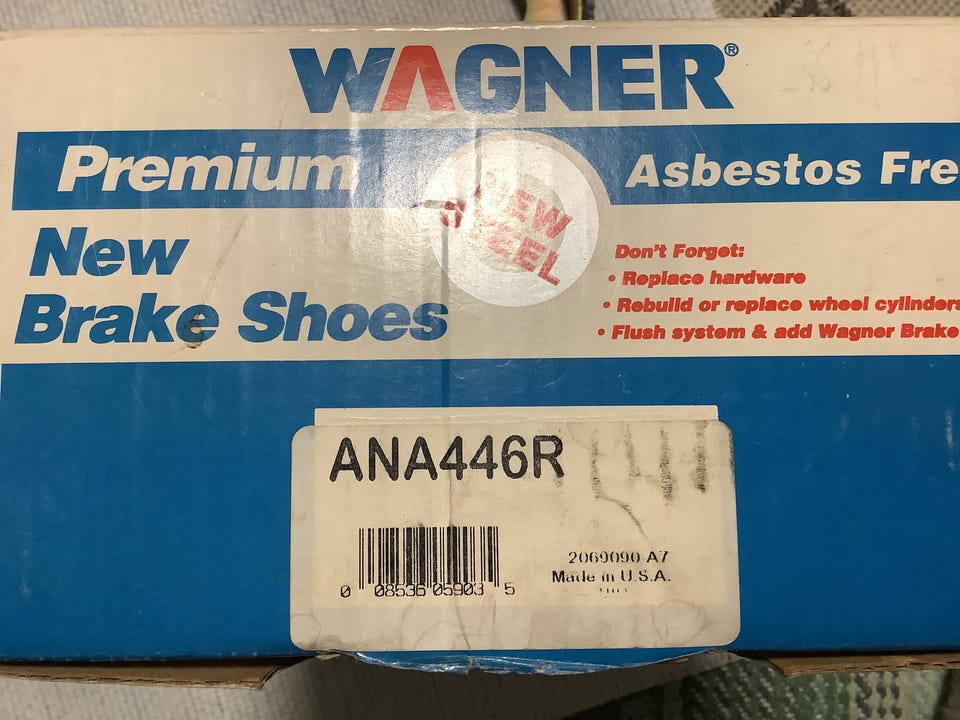 WAGNER®
Premium
Asbestos Fre
NEW
STEEL
New
Brake Shoes
Don't Forget:
• Replace hardware
• Rebuild or replace wheel cylinders
• Flush system & add Wagner Brake
ANA446R
0 08536 05903 5
2069090 A7
Made in U.S.A.